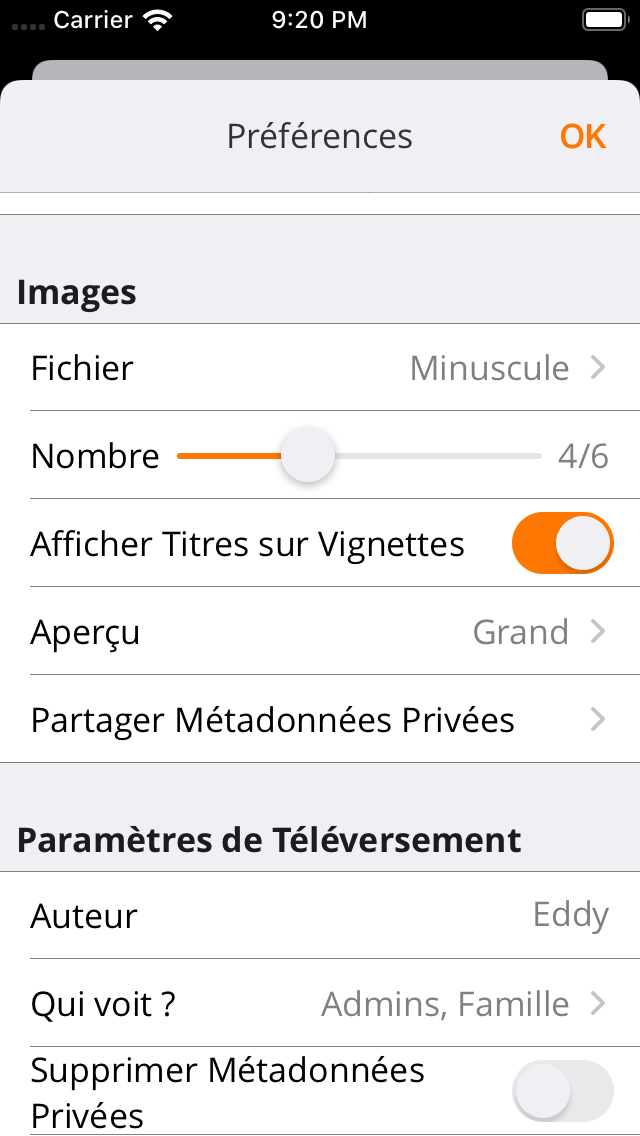 Carrier 9:20 PM
Préférences OK
Images
Fichier Minuscule
Nombre 4/6
Afficher Titres sur Vignettes
Aperçu Grand
Partager Métadonnées Privées
Paramètres de Téléversement
Auteur Eddy
Qui voit ? Admins, Famille
Supprimer Métadonnées
Privées